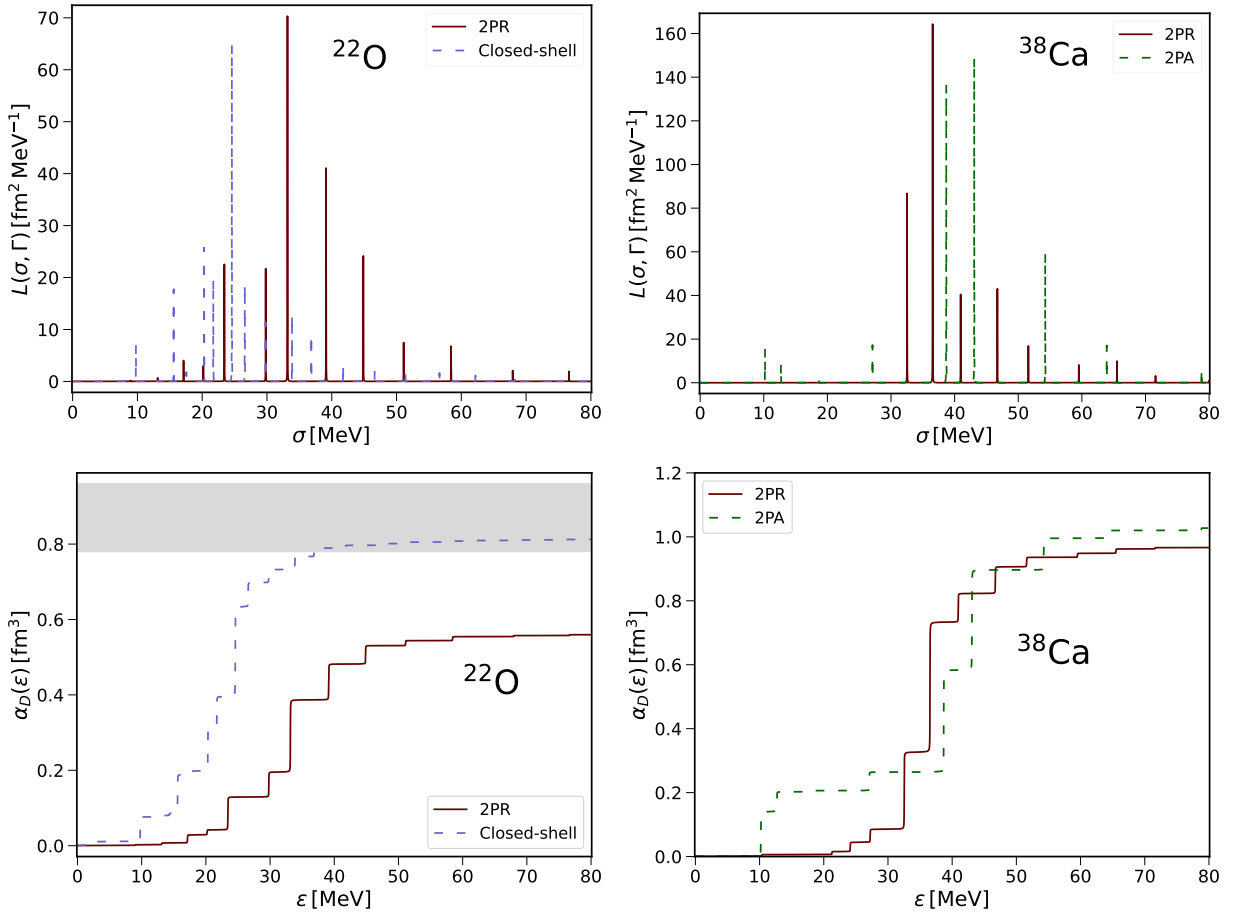 70
60
50
40
30
20
10
0
L(σ, Γ) [fm² MeV⁻¹]
²²O
2PR
Closed-shell
0 10 20 30 40 50 60 70 80
σ [MeV]
160
140
120
100
80
60
40
20
0
L(σ, Γ) [fm² MeV⁻¹]
³⁸Ca
2PR
2PA
0 10 20 30 40 50 60 70 80
σ [MeV]
0.8
0.6
0.4
0.2
0.0
α_D(ε) [fm³]
²²O
2PR
Closed-shell
0 10 20 30 40 50 60 70 80
ε [MeV]
1.2
1.0
0.8
0.6
0.4
0.2
0.0
α_D(ε) [fm³]
2PR
2PA
³⁸Ca
0 10 20 30 40 50 60 70 80
ε [MeV]